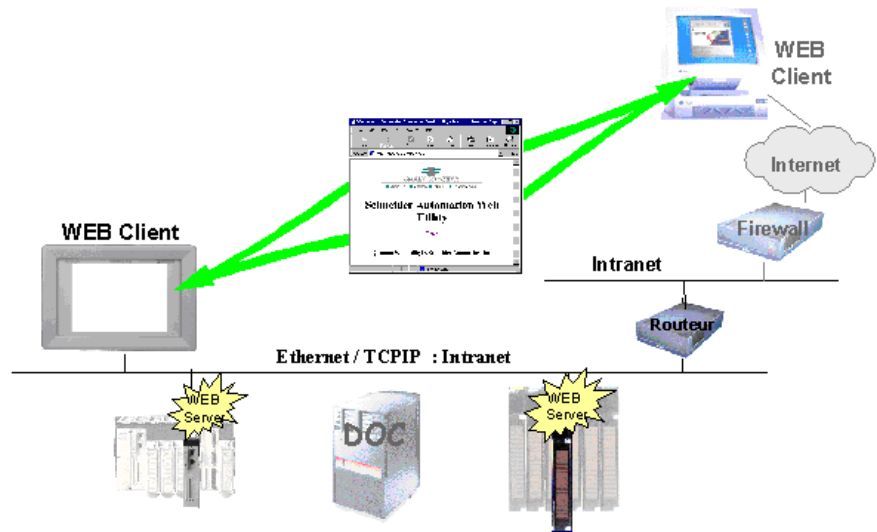 WEB
Client
Internet
Schneider Automation Web
Utility
WEB Client
Firewall
Intranet
Routeur
Ethernet / TCPIP : Intranet
WEB
Server
DOC
WEB
Server